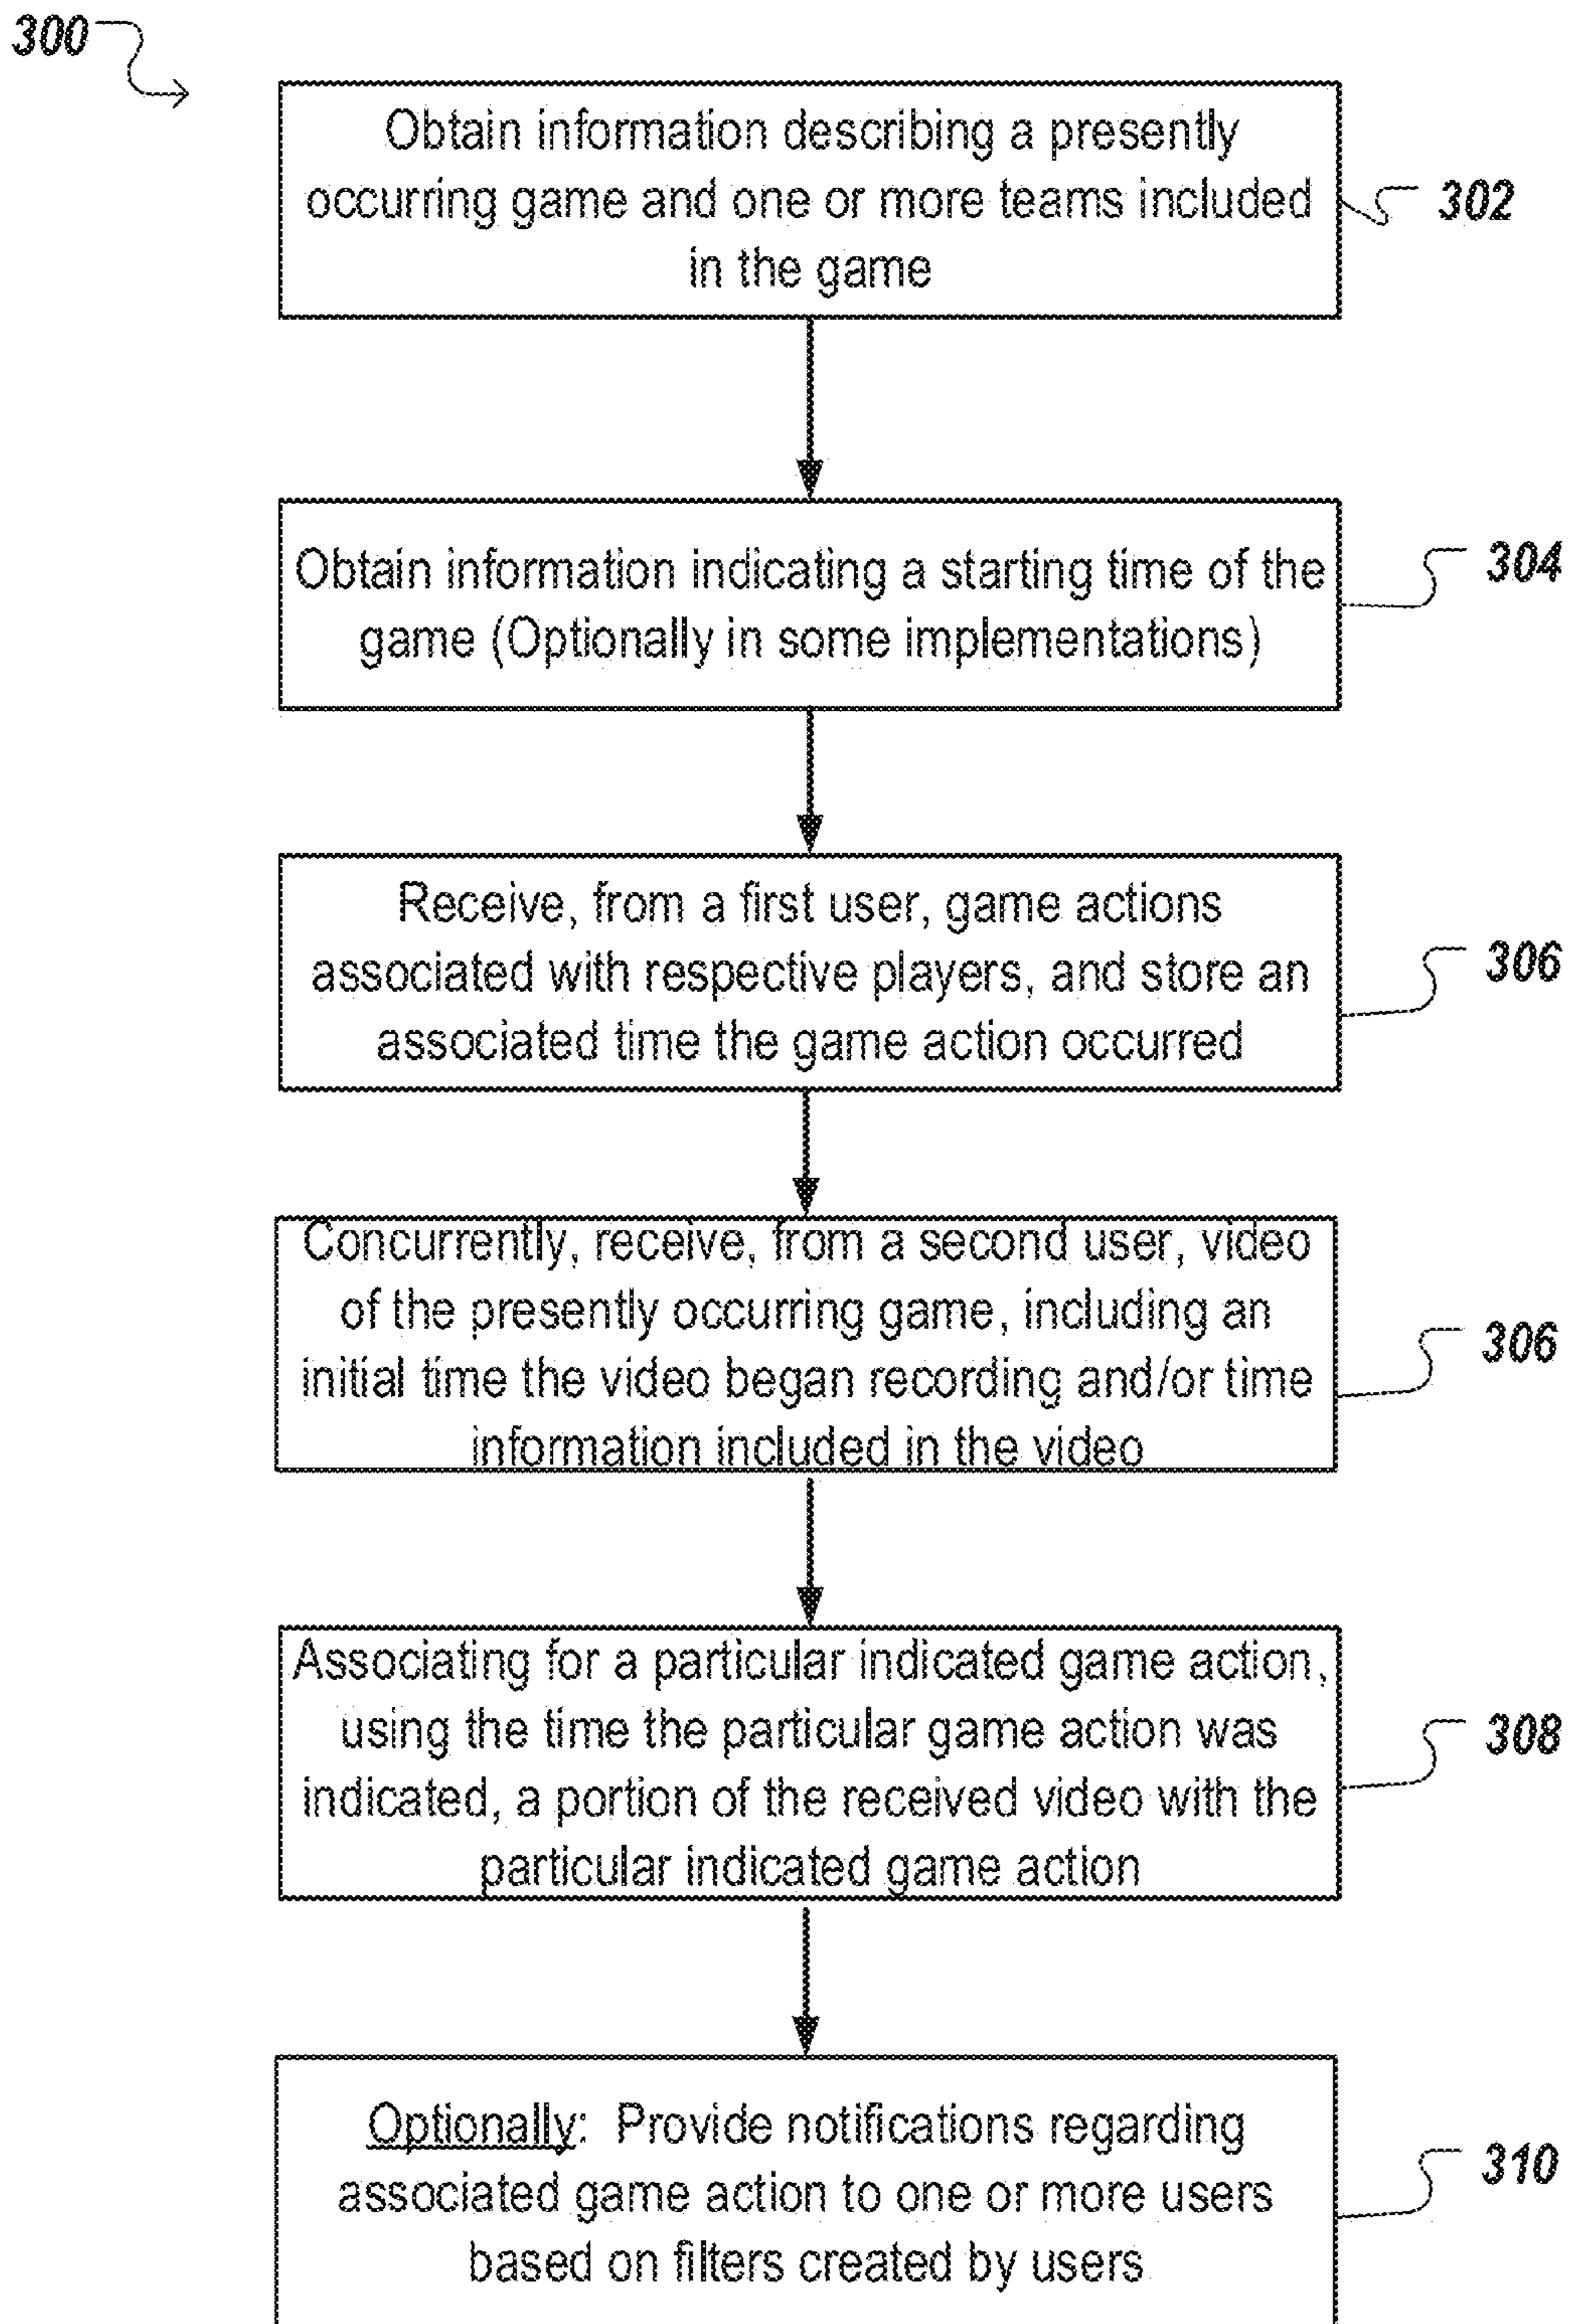 300
Obtain information describing a presently
occurring game and one or more teams included
in the game
302
Obtain information indicating a starting time of the
game (Optionally in some implementations)
304
Receive, from a first user, game actions
associated with respective players, and store an
associated time the game action occurred
306
Concurrently, receive, from a second user, video
of the presently occurring game, including an
initial time the video began recording and/or time
information included in the video
306
Associating for a particular indicated game action,
using the time the particular game action was
indicated, a portion of the received video with the
particular indicated game action
308
Optionally: Provide notifications regarding
associated game action to one or more users
based on filters created by users
310